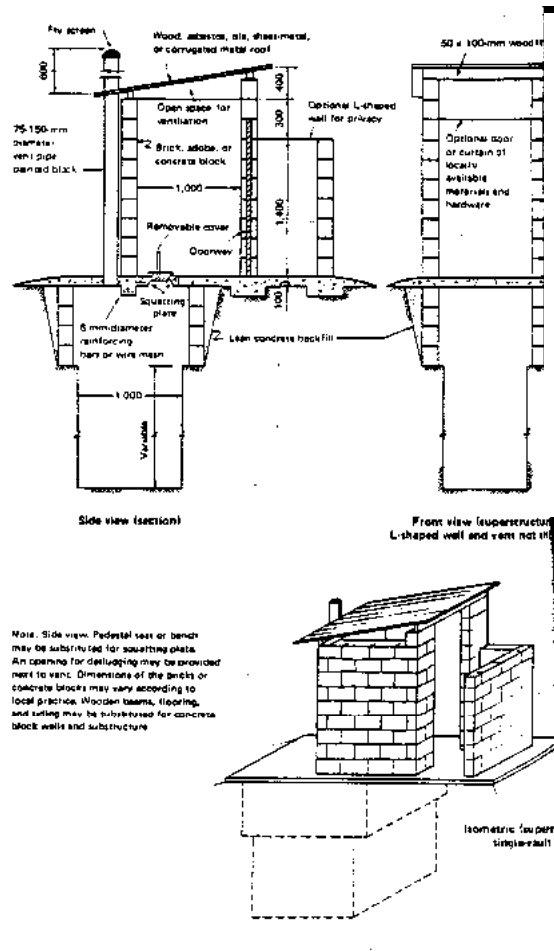 Fly screen
Wood, asbestos, tile, sheet-metal,
or corrugated metal roof
600
400
50 x 100-mm wood
Open space for
ventilation
300
Optional L-shaped
wall for privacy
75-150-mm
diameter
vent pipe
painted black
Brick, adobe, or
concrete block
Optional door
or curtain of
locally
available
materials and
hardware
1,000
1,400
Removable cover
Doorway
Squatting
plate
100
6 mm diameter
reinforcing
bars or wire mesh
Lean concrete backfill
1,000
Variable
Side view (section)
Front view
L-shaped wall and vent not
Note. Side view. Pedestal seat or bench
may be substituted for squatting plate.
An opening for desludging may be provided
next to vent. Dimensions of the bricks or
concrete blocks may vary according to
local practice. Wooden beams, flooring,
and siding may be substituted for concrete
block walls and substructure
Isometric
single-vault